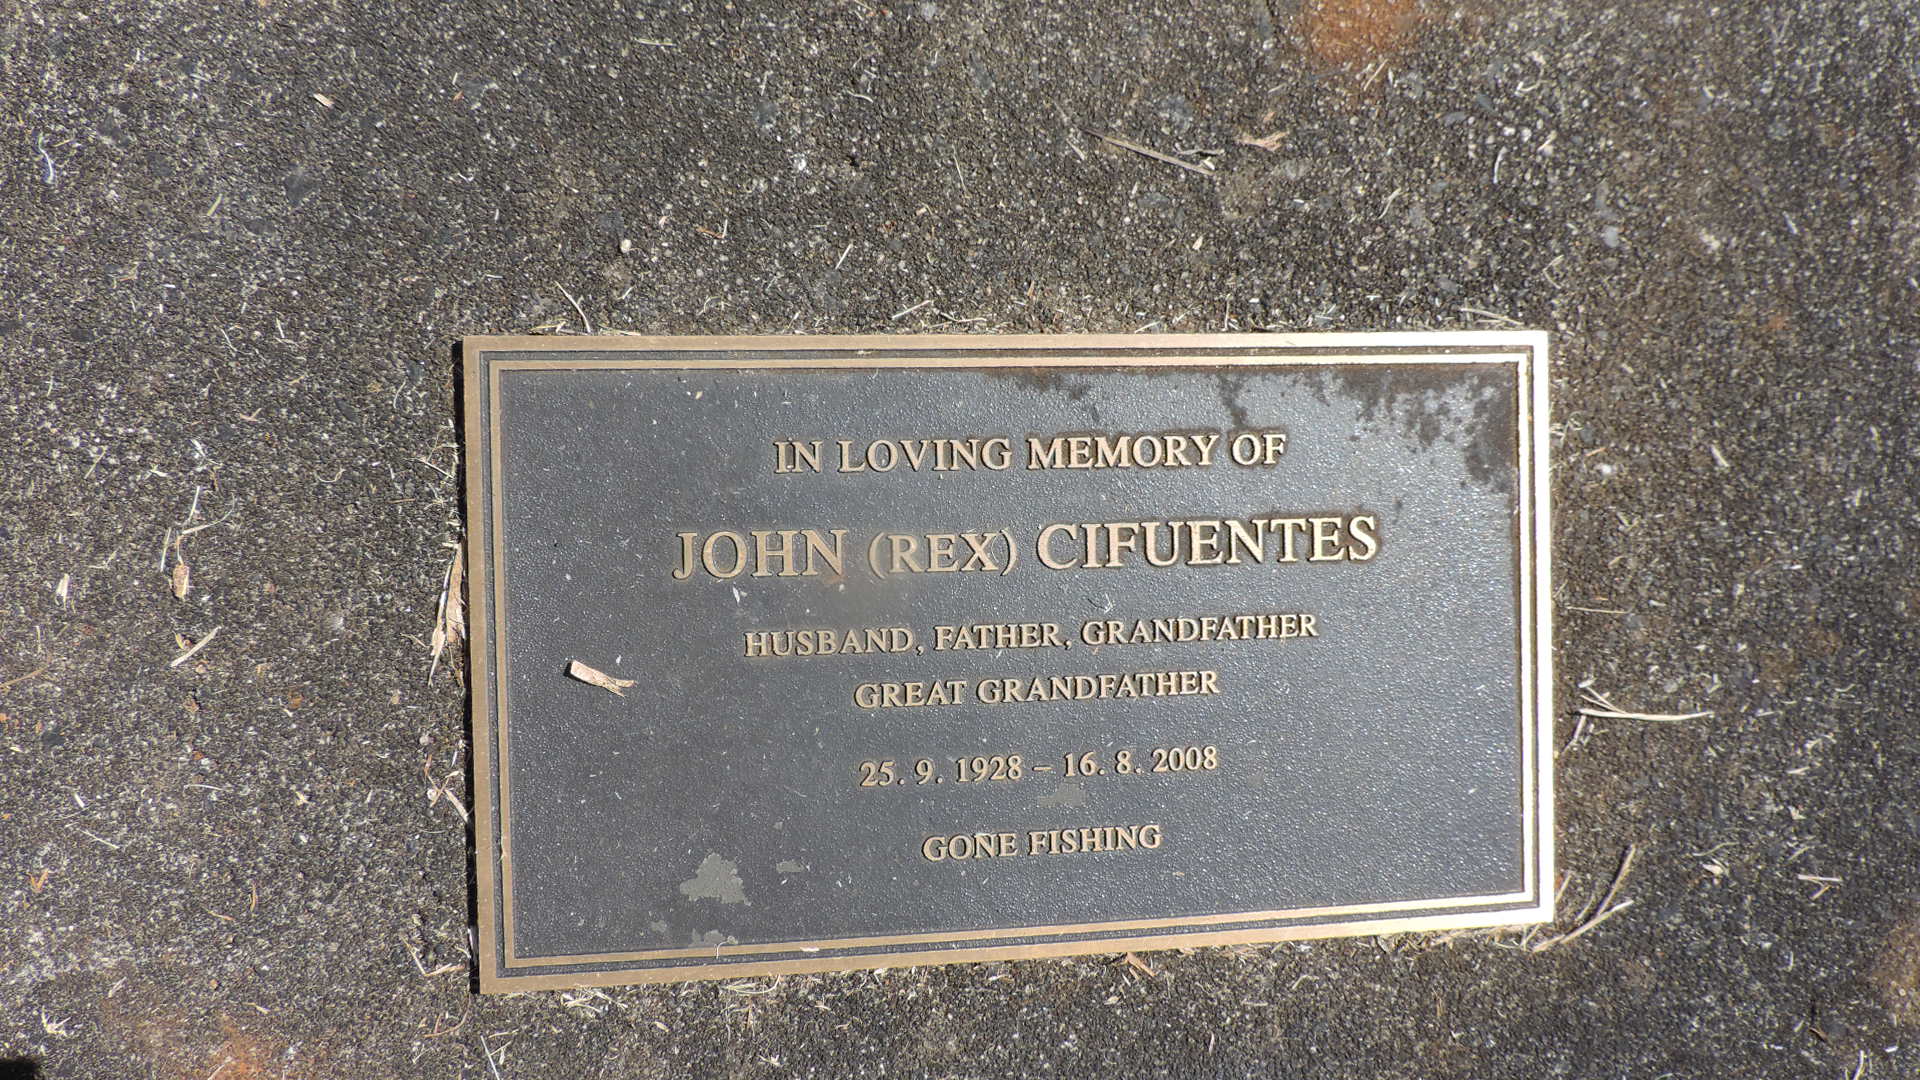 IN LOVING MEMORY OF
JOHN (REX) CIFUENTES
HUSBAND, FATHER, GRANDFATHER
GREAT GRANDFATHER
25. 9. 1928 – 16. 8. 2008
GONE FISHING